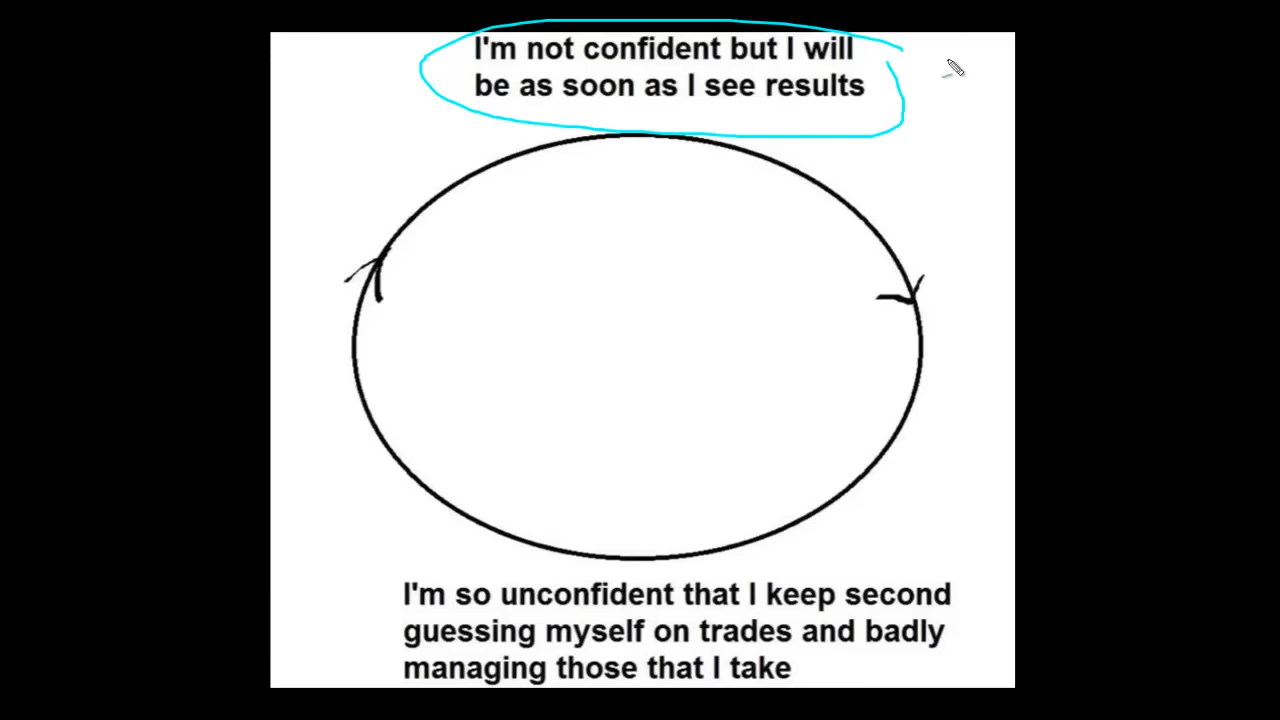 I'm not confident but I will
be as soon as I see results
I'm so unconfident that I keep second
guessing myself on trades and badly
managing those that I take